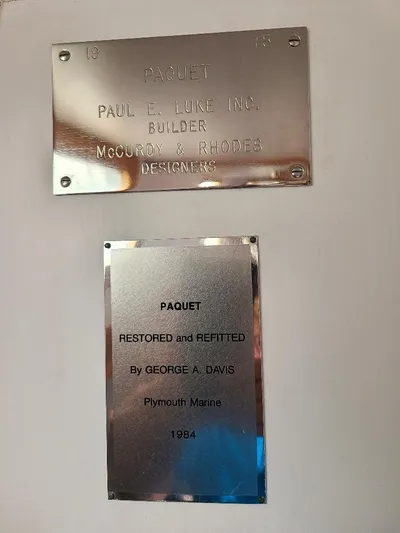 19 75
PAQUET
PAUL E. LUKE INC.
BUILDER
McCURDY & RHODES
DESIGNERS
PAQUET
RESTORED and REFITTED
By GEORGE A. DAVIS
Plymouth Marine
1984